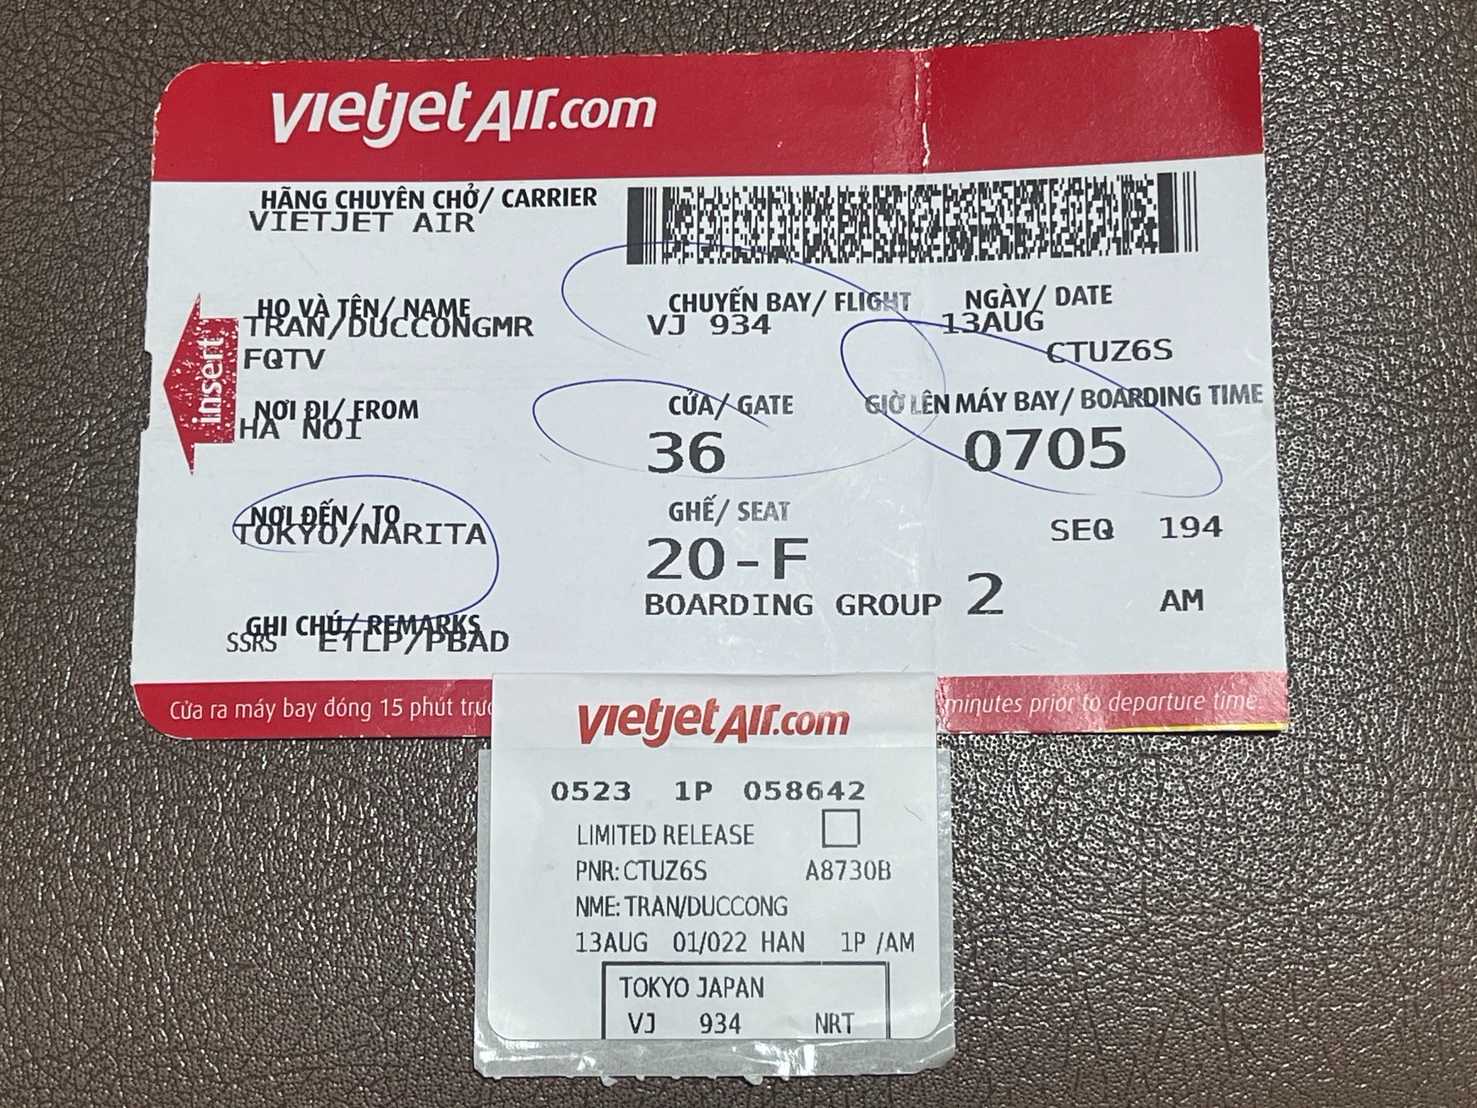 vietjetAir.com
HÃNG CHUYÊN CHỞ/ CARRIER
VIETJET AIR
HỌ VÀ TÊN/ NAME
TRAN/DUCCONGMR
FQTV
CHUYẾN BAY/ FLIGHT
VJ 934
NGÀY/ DATE
13AUG
CTUZ6S
insert
NƠI ĐI/ FROM
HA NOI
CỬA/ GATE
36
GIỜ LÊN MÁY BAY/ BOARDING TIME
0705
NƠI ĐẾN/ TO
TOKYO/NARITA
GHẾ/ SEAT
20-F
SEQ 194
BOARDING GROUP 2 AM
GHI CHÚ/ REMARKS
SSRS ETLP/PBAD
Cửa ra máy bay đóng 15 phút minutes prior to departure time.
vietjetAir.com
0523 1P 058642
LIMITED RELEASE
PNR: CTUZ6S A8730B
NME: TRAN/DUCCONG
13AUG 01/022 HAN 1P /AM
TOKYO JAPAN
VJ 934 NRT